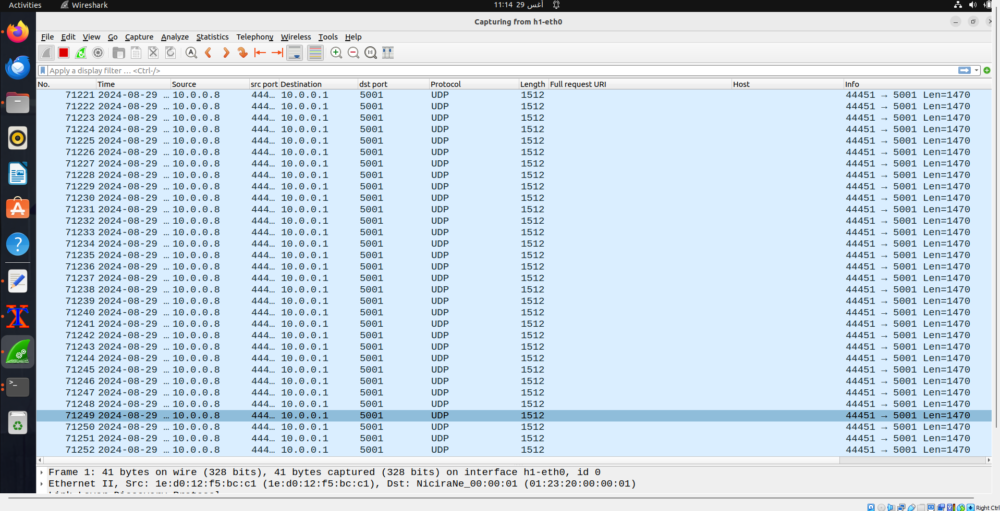 Activities Wireshark 11:14 29 أغس
Capturing from h1-eth0
File Edit View Go Capture Analyze Statistics Telephony Wireless Tools Help
Apply a display filter … <Ctrl-/>
No. Time Source src port Destination dst port Protocol Length Full request URI Host Info
71221 2024-08-29 … 10.0.0.8 444… 10.0.0.1 5001 UDP 1512 44451 → 5001 Len=1470
71222 2024-08-29 … 10.0.0.8 444… 10.0.0.1 5001 UDP 1512 44451 → 5001 Len=1470
71223 2024-08-29 … 10.0.0.8 444… 10.0.0.1 5001 UDP 1512 44451 → 5001 Len=1470
71224 2024-08-29 … 10.0.0.8 444… 10.0.0.1 5001 UDP 1512 44451 → 5001 Len=1470
71225 2024-08-29 … 10.0.0.8 444… 10.0.0.1 5001 UDP 1512 44451 → 5001 Len=1470
71226 2024-08-29 … 10.0.0.8 444… 10.0.0.1 5001 UDP 1512 44451 → 5001 Len=1470
71227 2024-08-29 … 10.0.0.8 444… 10.0.0.1 5001 UDP 1512 44451 → 5001 Len=1470
71228 2024-08-29 … 10.0.0.8 444… 10.0.0.1 5001 UDP 1512 44451 → 5001 Len=1470
71229 2024-08-29 … 10.0.0.8 444… 10.0.0.1 5001 UDP 1512 44451 → 5001 Len=1470
71230 2024-08-29 … 10.0.0.8 444… 10.0.0.1 5001 UDP 1512 44451 → 5001 Len=1470
71231 2024-08-29 … 10.0.0.8 444… 10.0.0.1 5001 UDP 1512 44451 → 5001 Len=1470
71232 2024-08-29 … 10.0.0.8 444… 10.0.0.1 5001 UDP 1512 44451 → 5001 Len=1470
71233 2024-08-29 … 10.0.0.8 444… 10.0.0.1 5001 UDP 1512 44451 → 5001 Len=1470
71234 2024-08-29 … 10.0.0.8 444… 10.0.0.1 5001 UDP 1512 44451 → 5001 Len=1470
71235 2024-08-29 … 10.0.0.8 444… 10.0.0.1 5001 UDP 1512 44451 → 5001 Len=1470
71236 2024-08-29 … 10.0.0.8 444… 10.0.0.1 5001 UDP 1512 44451 → 5001 Len=1470
71237 2024-08-29 … 10.0.0.8 444… 10.0.0.1 5001 UDP 1512 44451 → 5001 Len=1470
71238 2024-08-29 … 10.0.0.8 444… 10.0.0.1 5001 UDP 1512 44451 → 5001 Len=1470
71239 2024-08-29 … 10.0.0.8 444… 10.0.0.1 5001 UDP 1512 44451 → 5001 Len=1470
71240 2024-08-29 … 10.0.0.8 444… 10.0.0.1 5001 UDP 1512 44451 → 5001 Len=1470
71241 2024-08-29 … 10.0.0.8 444… 10.0.0.1 5001 UDP 1512 44451 → 5001 Len=1470
71242 2024-08-29 … 10.0.0.8 444… 10.0.0.1 5001 UDP 1512 44451 → 5001 Len=1470
71243 2024-08-29 … 10.0.0.8 444… 10.0.0.1 5001 UDP 1512 44451 → 5001 Len=1470
71244 2024-08-29 … 10.0.0.8 444… 10.0.0.1 5001 UDP 1512 44451 → 5001 Len=1470
71245 2024-08-29 … 10.0.0.8 444… 10.0.0.1 5001 UDP 1512 44451 → 5001 Len=1470
71246 2024-08-29 … 10.0.0.8 444… 10.0.0.1 5001 UDP 1512 44451 → 5001 Len=1470
71247 2024-08-29 … 10.0.0.8 444… 10.0.0.1 5001 UDP 1512 44451 → 5001 Len=1470
71248 2024-08-29 … 10.0.0.8 444… 10.0.0.1 5001 UDP 1512 44451 → 5001 Len=1470
71249 2024-08-29 … 10.0.0.8 444… 10.0.0.1 5001 UDP 1512 44451 → 5001 Len=1470
71250 2024-08-29 … 10.0.0.8 444… 10.0.0.1 5001 UDP 1512 44451 → 5001 Len=1470
71251 2024-08-29 … 10.0.0.8 444… 10.0.0.1 5001 UDP 1512 44451 → 5001 Len=1470
71252 2024-08-29 … 10.0.0.8 444… 10.0.0.1 5001 UDP 1512 44451 → 5001 Len=1470
Frame 1: 41 bytes on wire (328 bits), 41 bytes captured (328 bits) on interface h1-eth0, id 0
Ethernet II, Src: 1e:d0:12:f5:bc:c1 (1e:d0:12:f5:bc:c1), Dst: NiciraNe_00:00:01 (01:23:20:00:00:01)
Link Layer Discovery Protocol
Right Ctrl